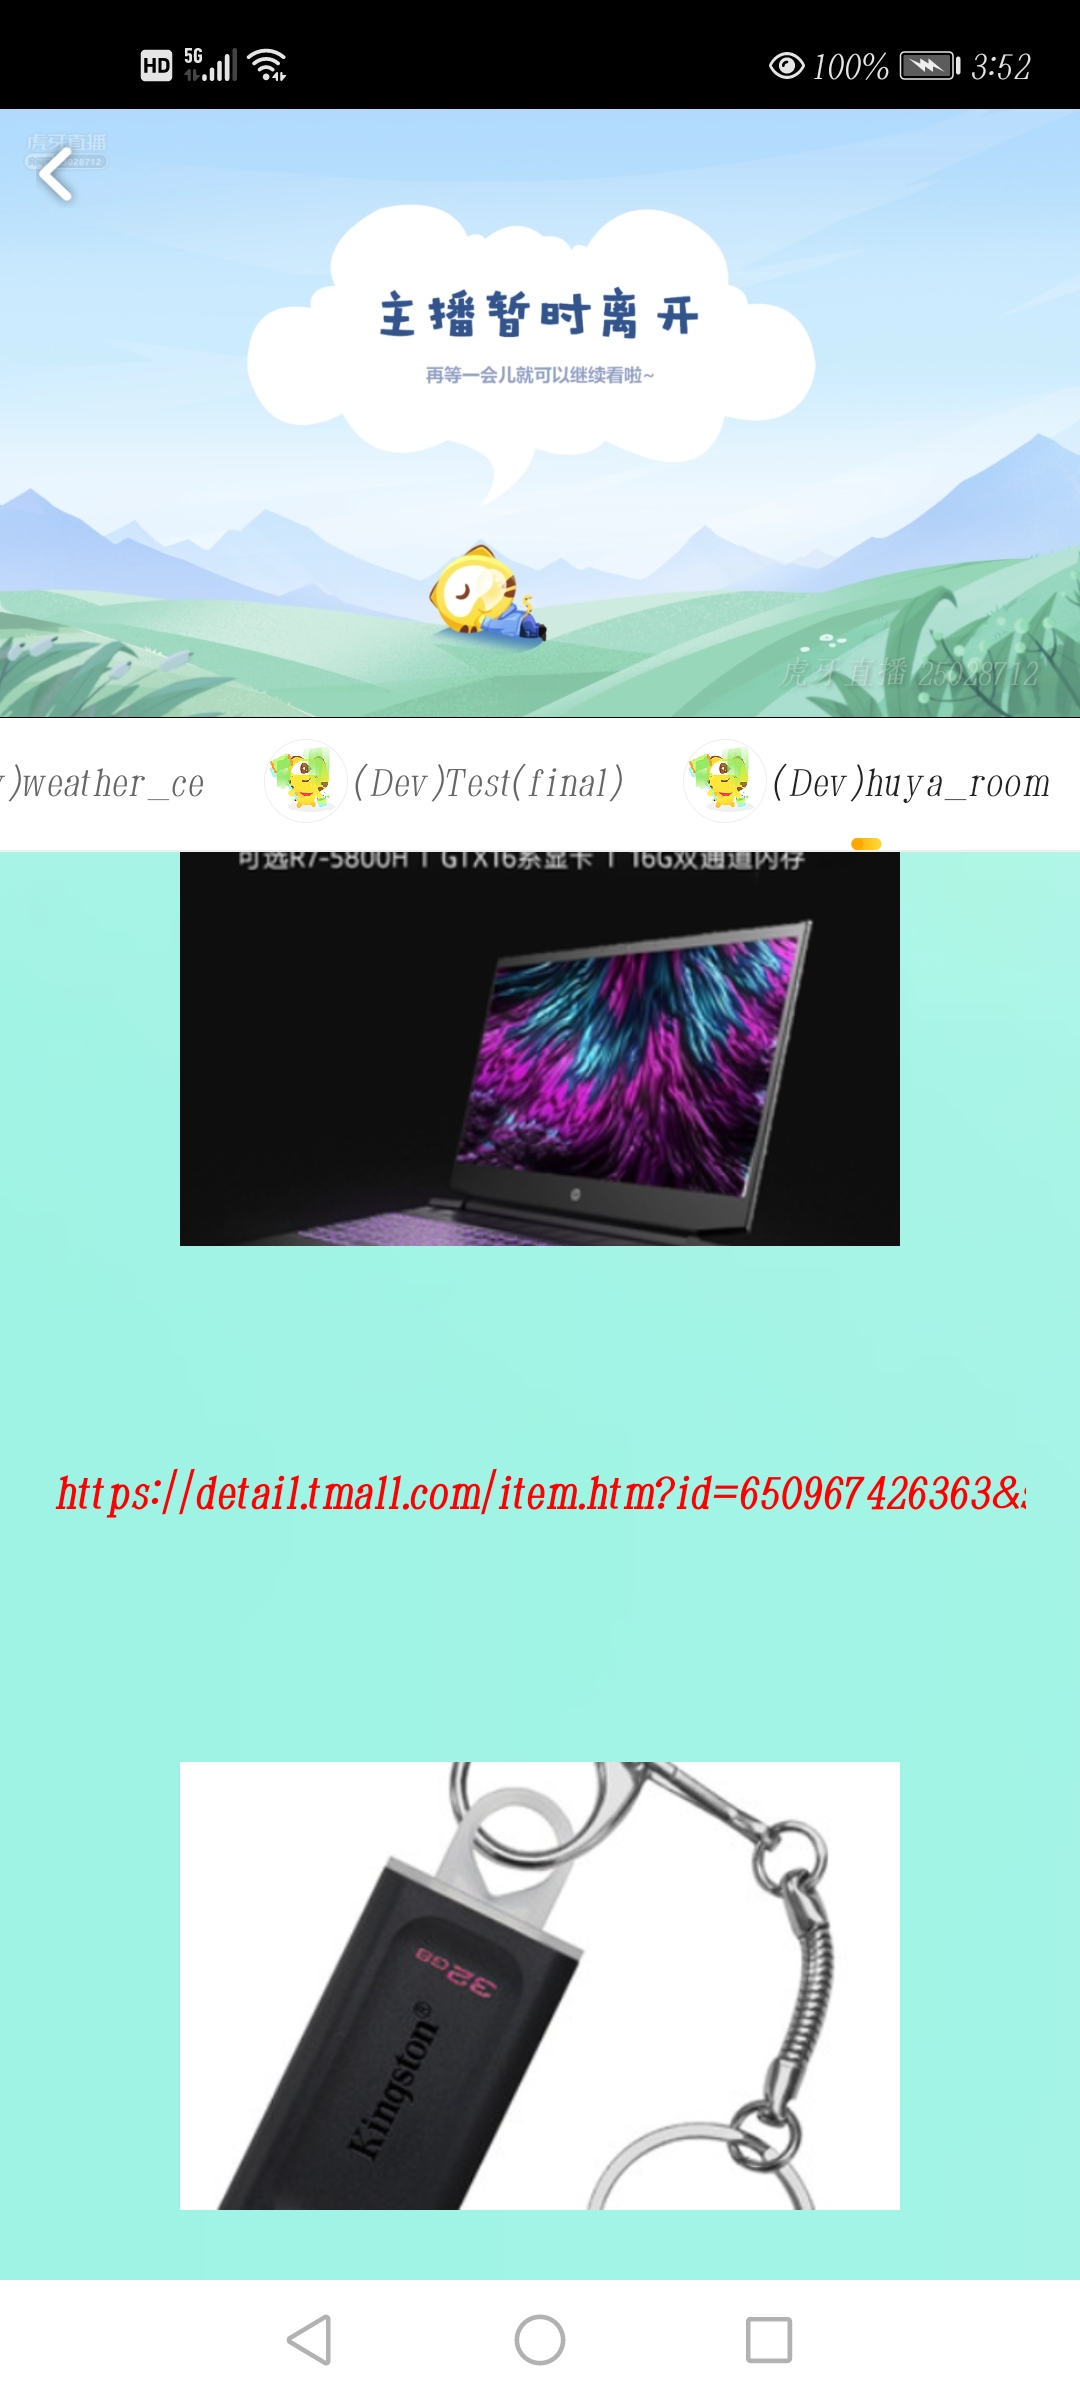 HD 5G 100% 3:52
虎牙直播
主播暂时离开
再等一会儿就可以继续看啦~
虎牙直播 25028712
)weather_ce (Dev)Test(final) (Dev)huya_room
可选R7-5800H | GTX16系显卡 | 16G双通道内存
https://detail.tmall.com/item.htm?id=650967426363&
32GB
Kingston®